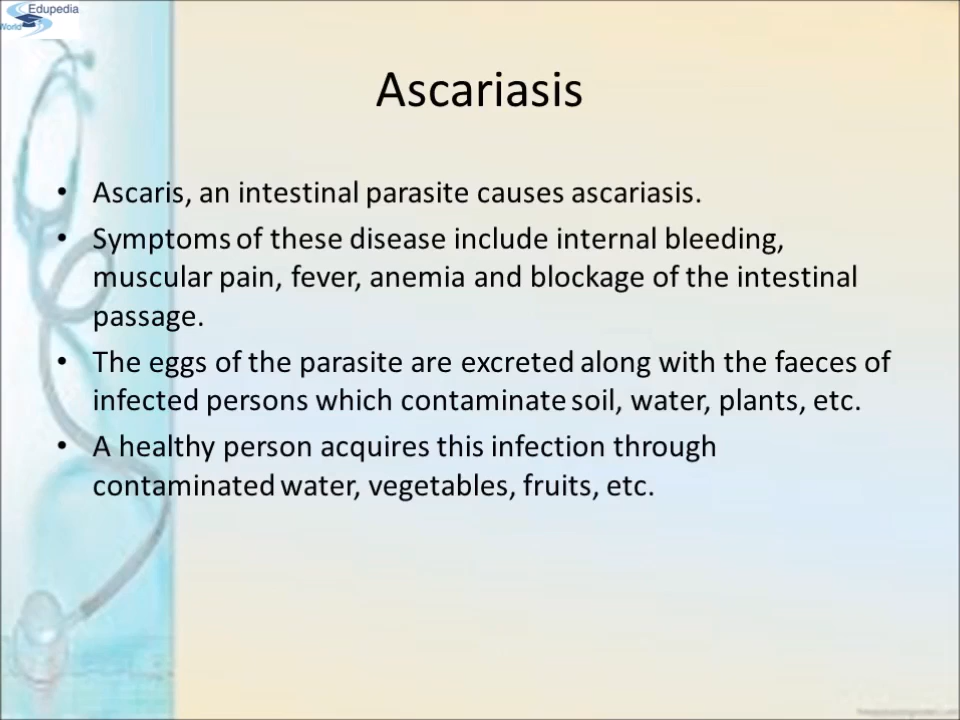 Edupedia
World
Ascariasis
• Ascaris, an intestinal parasite causes ascariasis.
• Symptoms of these disease include internal bleeding,
muscular pain, fever, anemia and blockage of the intestinal
passage.
• The eggs of the parasite are excreted along with the faeces of
infected persons which contaminate soil, water, plants, etc.
• A healthy person acquires this infection through
contaminated water, vegetables, fruits, etc.